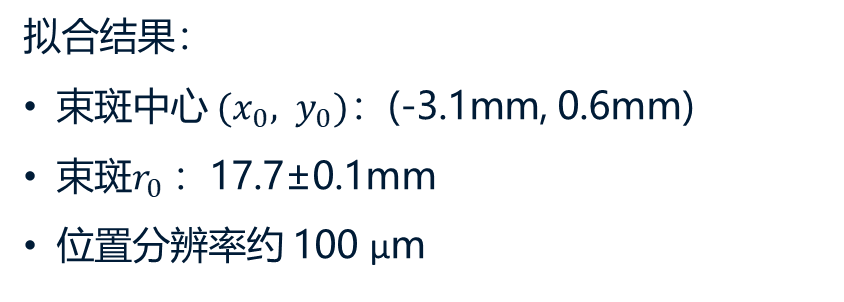 拟合结果：
• 束斑中心 (x₀, y₀)：(-3.1mm, 0.6mm)
• 束斑r₀ ：17.7±0.1mm
• 位置分辨率约 100 μm